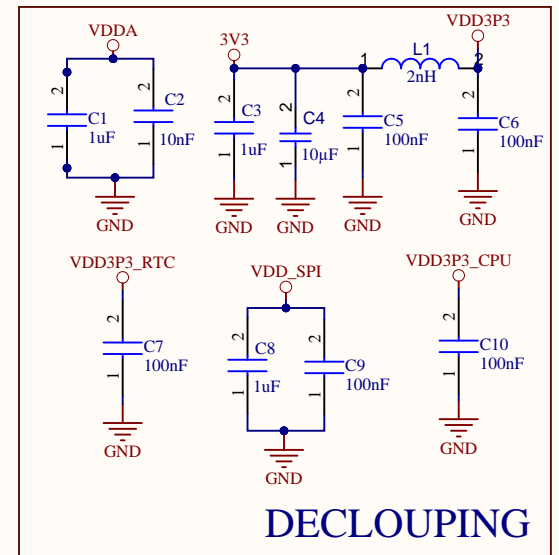 VDDA
2
C1
1uF
1
2
C2
10nF
1
GND
3V3
2
C3
1uF
1
GND
2
C4
10µF
1
GND
2
C5
100nF
1
GND
1
L1
2nH
2
VDD3P3
2
C6
100nF
1
GND
VDD3P3_RTC
2
C7
100nF
1
GND
VDD_SPI
2
C8
1uF
1
2
C9
100nF
1
GND
VDD3P3_CPU
2
C10
100nF
1
GND
DECLOUPING